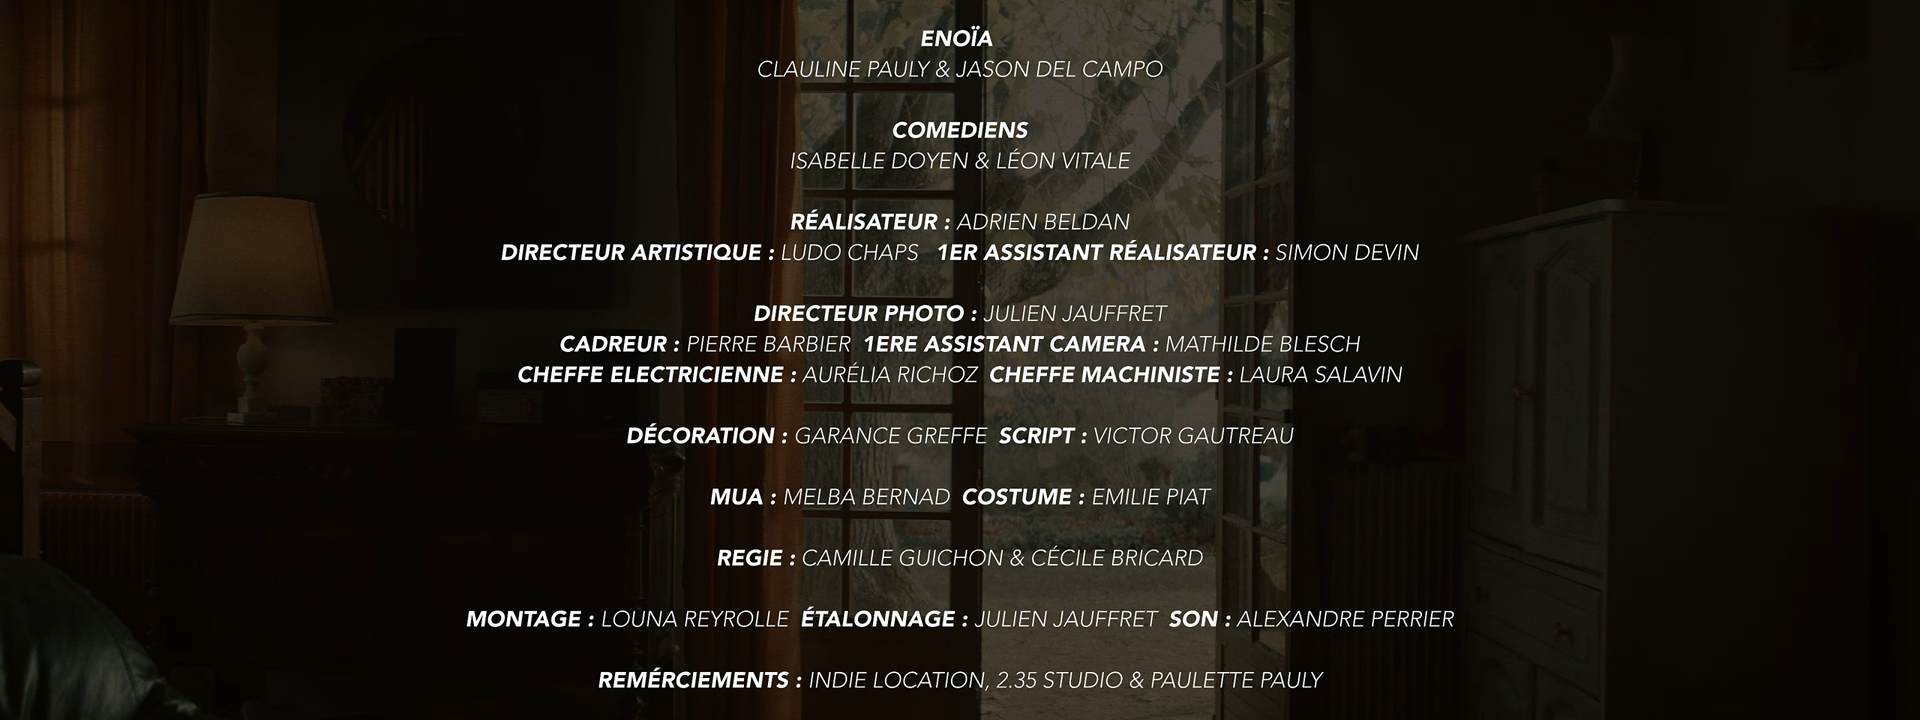 ENOÏA
CLAULINE PAULY & JASON DEL CAMPO
COMEDIENS
ISABELLE DOYEN & LÉON VITALE
RÉALISATEUR : ADRIEN BELDAN
DIRECTEUR ARTISTIQUE : LUDO CHAPS 1ER ASSISTANT RÉALISATEUR : SIMON DEVIN
DIRECTEUR PHOTO : JULIEN JAUFFRET
CADREUR : PIERRE BARBIER 1ERE ASSISTANT CAMERA : MATHILDE BLESCH
CHEFFE ELECTRICIENNE : AURÉLIA RICHOZ CHEFFE MACHINISTE : LAURA SALAVIN
DÉCORATION : GARANCE GREFFE SCRIPT : VICTOR GAUTREAU
MUA : MELBA BERNAD COSTUME : EMILIE PIAT
REGIE : CAMILLE GUICHON & CÉCILE BRICARD
MONTAGE : LOUNA REYROLLE ÉTALONNAGE : JULIEN JAUFFRET SON : ALEXANDRE PERRIER
REMÉRCIEMENTS : INDIE LOCATION, 2.35 STUDIO & PAULETTE PAULY